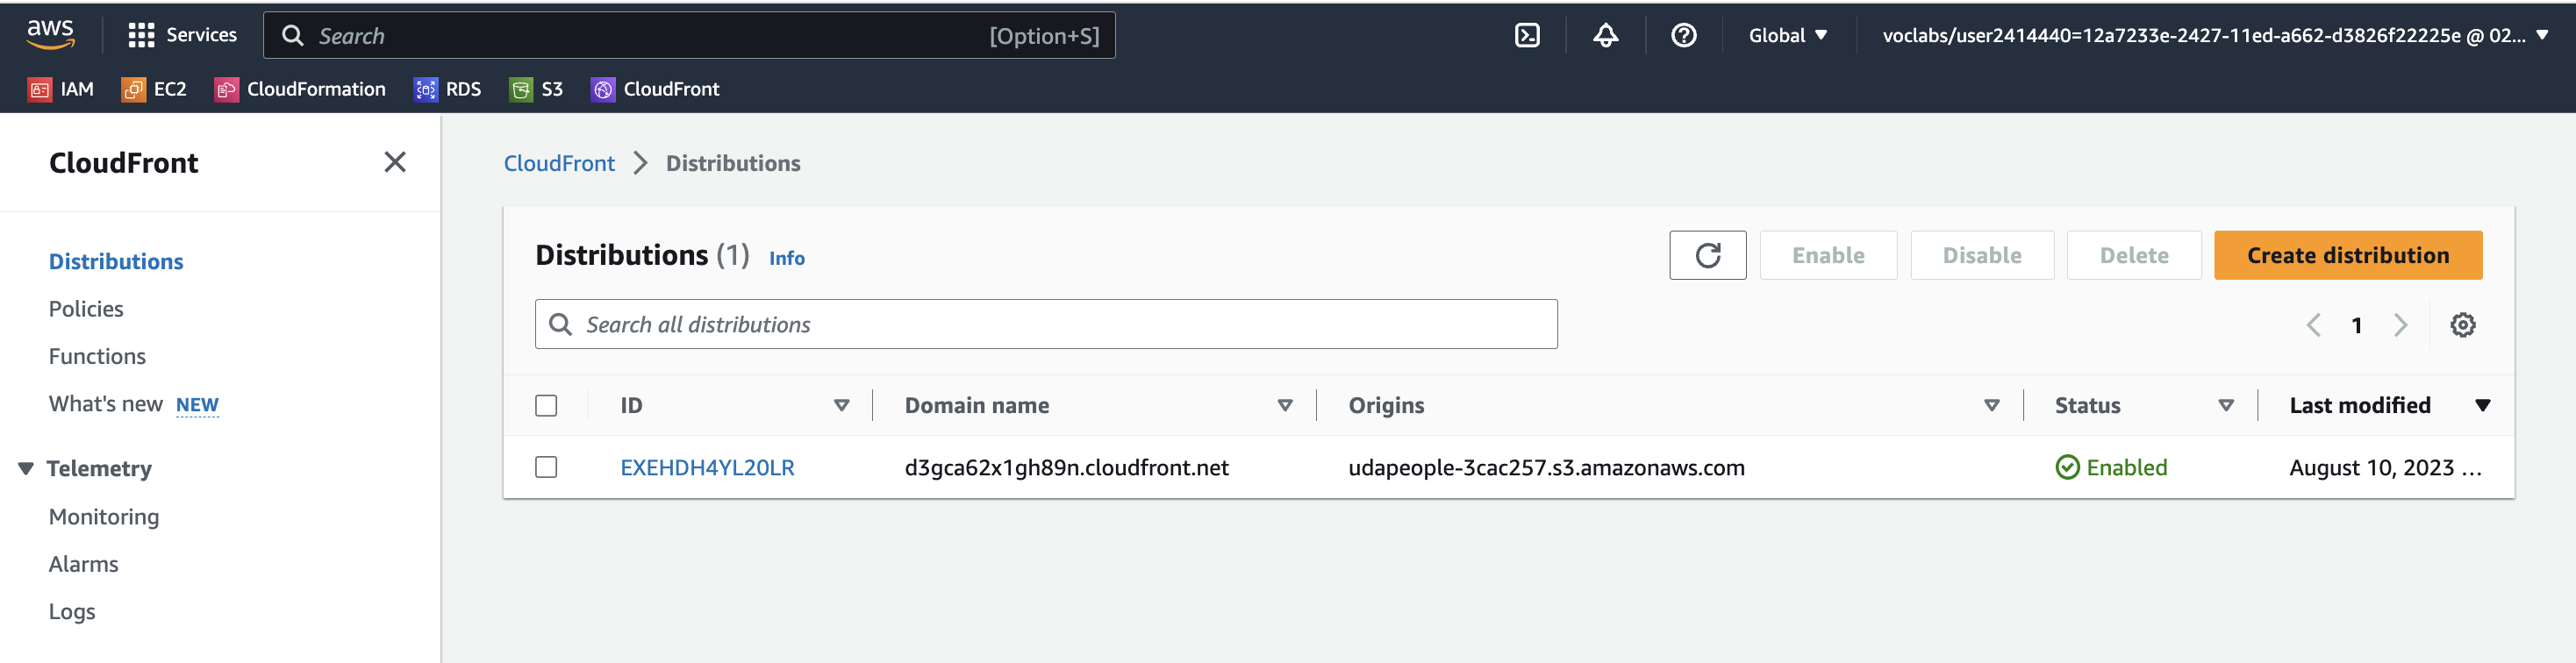 aws Services Search [Option+S] Global voclabs/user2414440=12a7233e-2427-11ed-a662-d3826f22225e @ 02...
IAM EC2 CloudFormation RDS S3 CloudFront
CloudFront
Distributions
Policies
Functions
What's new NEW
Telemetry
Monitoring
Alarms
Logs
CloudFront > Distributions
Distributions (1) Info Enable Disable Delete Create distribution
Search all distributions 1
ID Domain name Origins Status Last modified
EXEHDH4YL20LR d3gca62x1gh89n.cloudfront.net udapeople-3cac257.s3.amazonaws.com Enabled August 10, 2023 ...